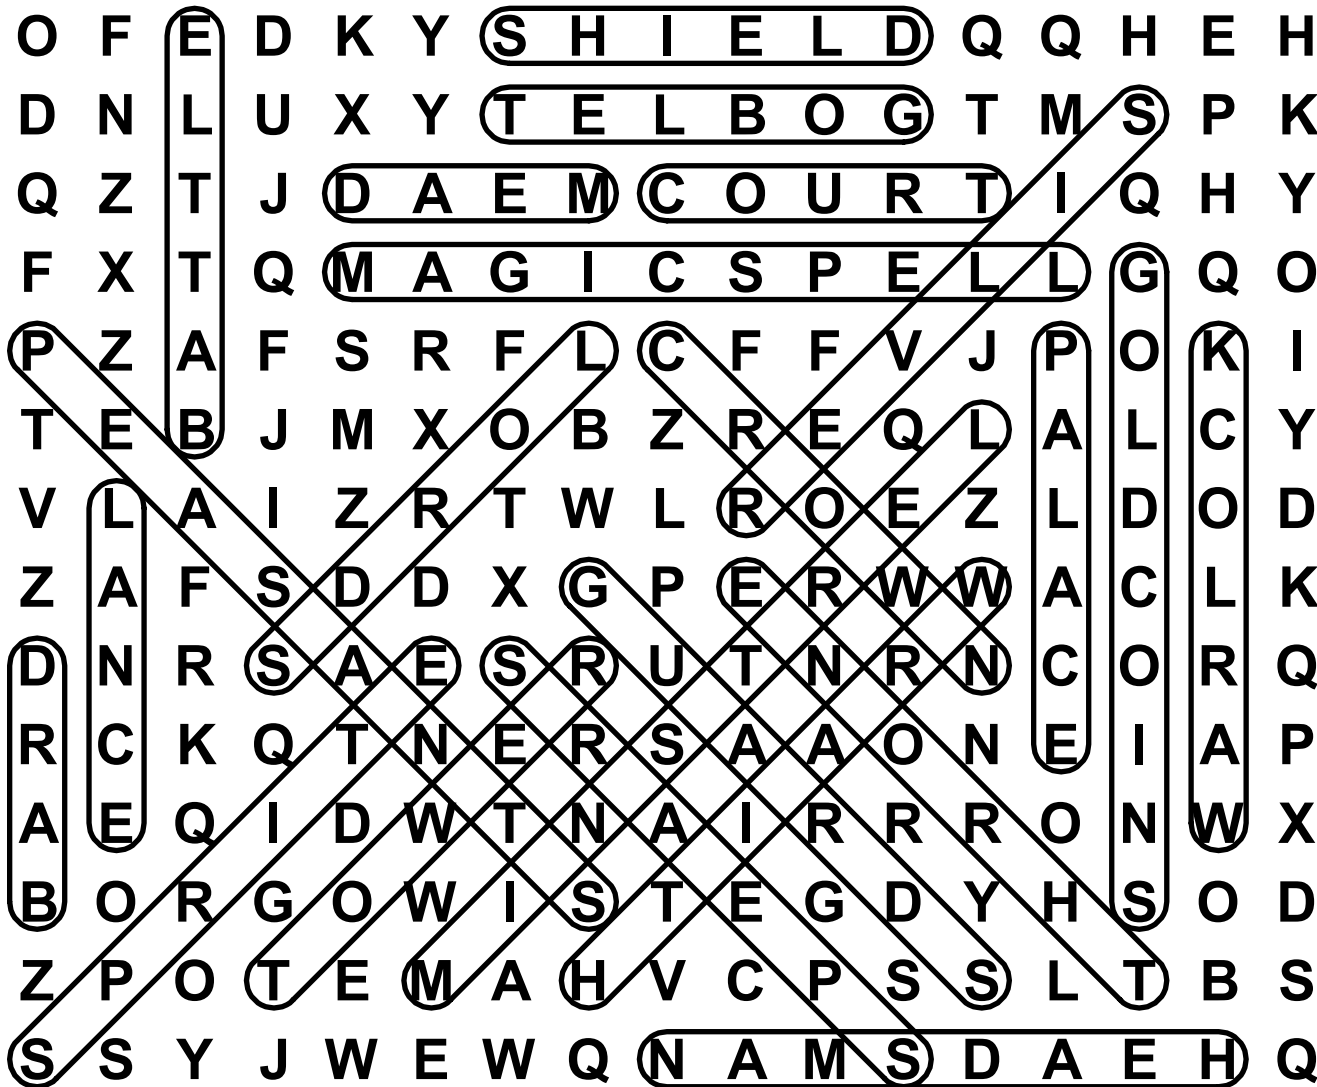 O F E D K Y S H I E L D Q Q H E H
D N L U X Y T E L B O G T M S P K
Q Z T J D A E M C O U R T I Q H Y
F X T Q M A G I C S P E L L G Q O
P Z A F S R F L C F F V J P O K I
T E B J M X O B Z R E Q L A L C Y
V L A I Z R T W L R O E Z L D O D
Z A F S D D X G P E R W W A C L K
D N R S A E S R U T N R N C O R Q
R C K Q T N E R S A A O N E I A P
A E Q I D W T N A I R R R O N W X
B O R G O W I S T E G D Y H S O D
Z P O T E M A H V C P S S L T B S
S S Y J W E W Q N A M S D A E H Q